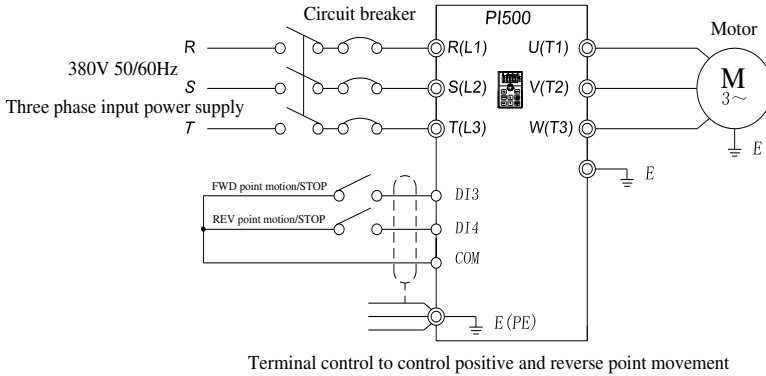 Circuit breaker
PI500
Motor
R
R(L1)
U(T1)
380V 50/60Hz
S
S(L2)
V(T2)
M
3~
Three phase input power supply
T
T(L3)
W(T3)
E
E
FWD point motion/STOP
DI3
REV point motion/STOP
DI4
COM
E(PE)
Terminal control to control positive and reverse point movement